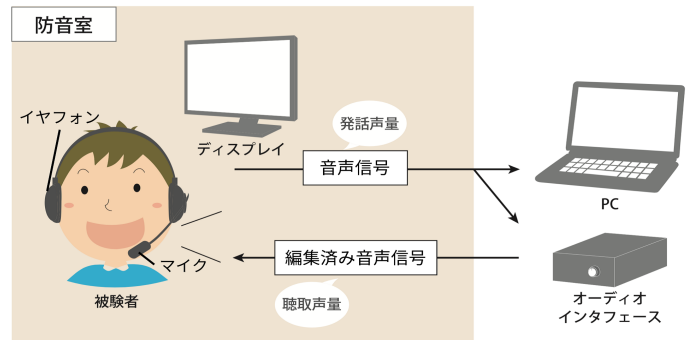 防音室
イヤフォン
ディスプレイ
発話声量
音声信号
PC
マイク
編集済み音声信号
聴取声量
被験者
オーディオ
インタフェース